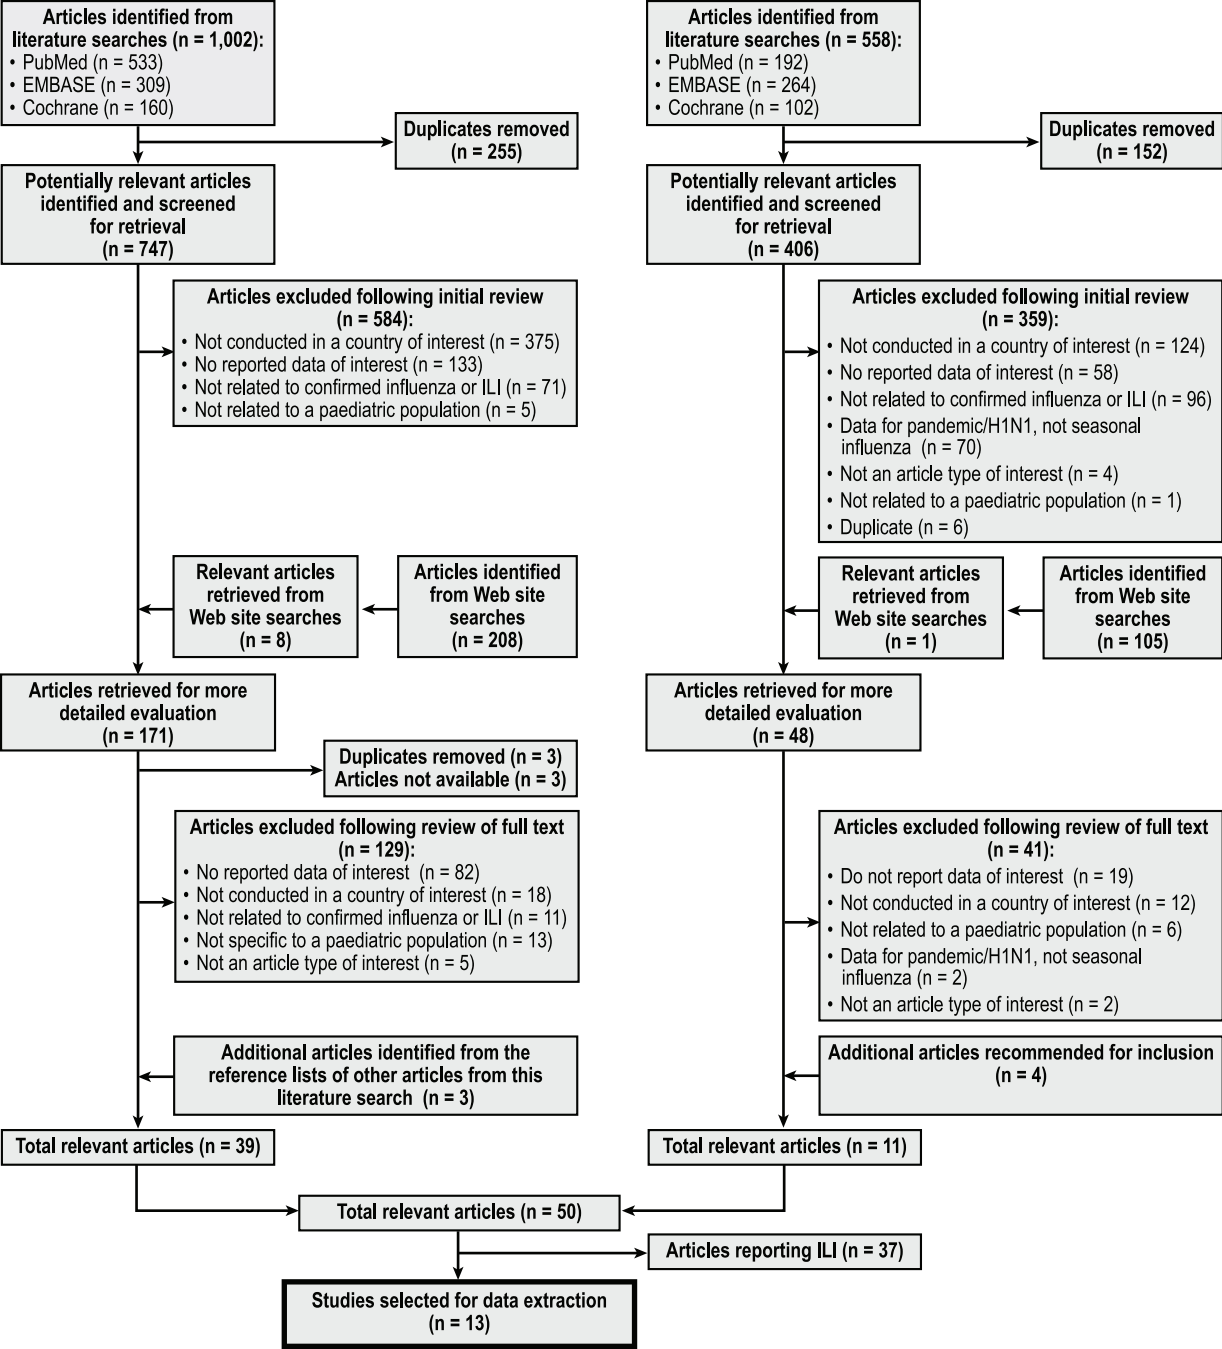 Articles identified from
literature searches (n = 1,002):
• PubMed (n = 533)
• EMBASE (n = 309)
• Cochrane (n = 160)
Duplicates removed
(n = 255)
Potentially relevant articles
identified and screened
for retrieval
(n = 747)
Articles excluded following initial review
(n = 584):
• Not conducted in a country of interest (n = 375)
• No reported data of interest (n = 133)
• Not related to confirmed influenza or ILI (n = 71)
• Not related to a paediatric population (n = 5)
Relevant articles
retrieved from
Web site searches
(n = 8)
Articles identified
from Web site
searches
(n = 208)
Articles retrieved for more
detailed evaluation
(n = 171)
Duplicates removed (n = 3)
Articles not available (n = 3)
Articles excluded following review of full text
(n = 129):
• No reported data of interest (n = 82)
• Not conducted in a country of interest (n = 18)
• Not related to confirmed influenza or ILI (n = 11)
• Not specific to a paediatric population (n = 13)
• Not an article type of interest (n = 5)
Additional articles identified from the
reference lists of other articles from this
literature search (n = 3)
Total relevant articles (n = 39)
Articles identified from
literature searches (n = 558):
• PubMed (n = 192)
• EMBASE (n = 264)
• Cochrane (n = 102)
Duplicates removed
(n = 152)
Potentially relevant articles
identified and screened
for retrieval
(n = 406)
Articles excluded following initial review
(n = 359):
• Not conducted in a country of interest (n = 124)
• No reported data of interest (n = 58)
• Not related to confirmed influenza or ILI (n = 96)
• Data for pandemic/H1N1, not seasonal
influenza (n = 70)
• Not an article type of interest (n = 4)
• Not related to a paediatric population (n = 1)
• Duplicate (n = 6)
Relevant articles
retrieved from
Web site searches
(n = 1)
Articles identified
from Web site
searches
(n = 105)
Articles retrieved for more
detailed evaluation
(n = 48)
Articles excluded following review of full text
(n = 41):
• Do not report data of interest (n = 19)
• Not conducted in a country of interest (n = 12)
• Not related to a paediatric population (n = 6)
• Data for pandemic/H1N1, not seasonal
influenza (n = 2)
• Not an article type of interest (n = 2)
Additional articles recommended for inclusion
(n = 4)
Total relevant articles (n = 11)
Total relevant articles (n = 50)
Articles reporting ILI (n = 37)
Studies selected for data extraction
(n = 13)